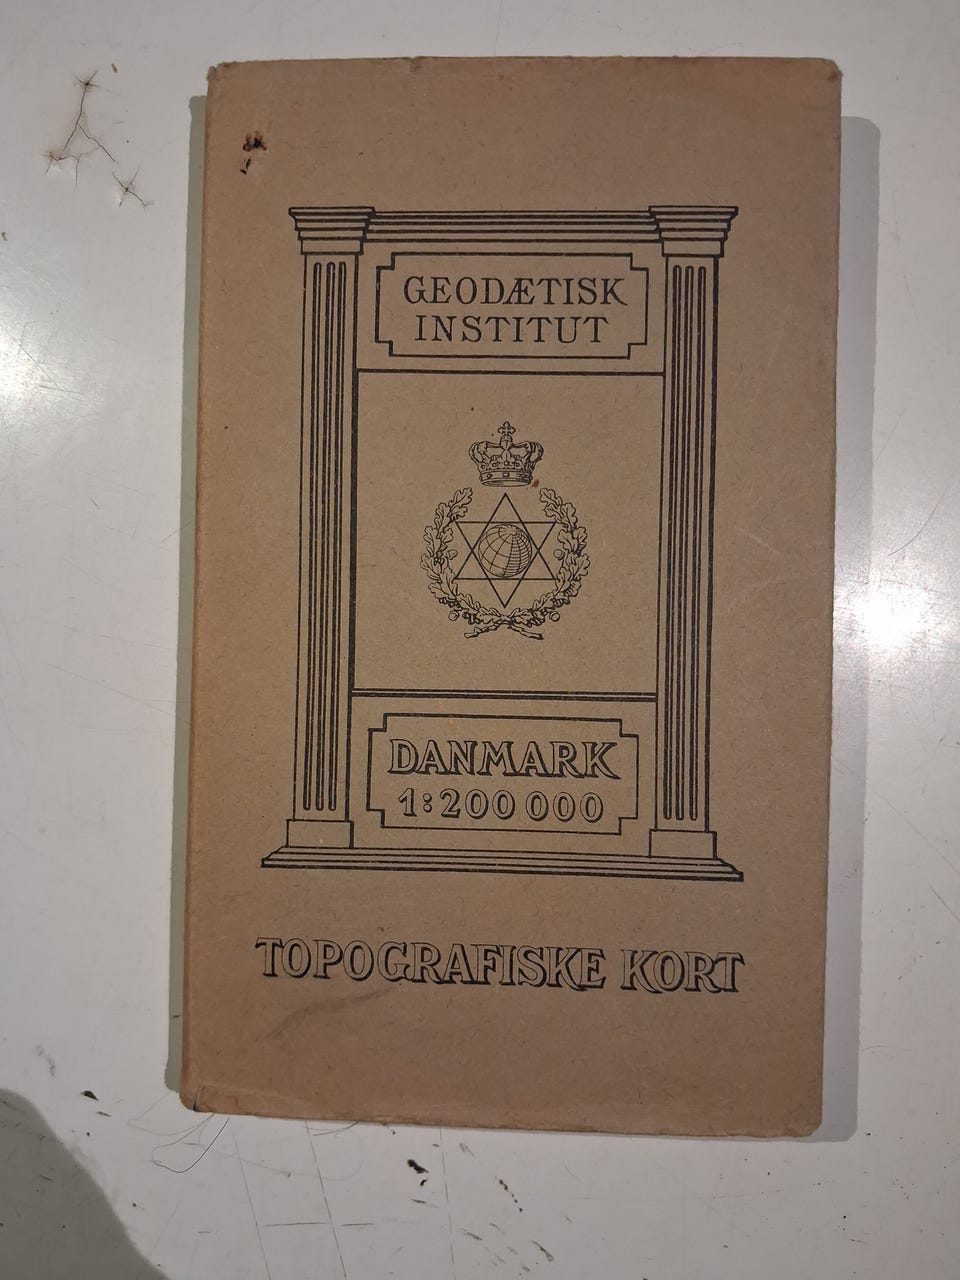 GEODÆTISK
INSTITUT
DANMARK
1:200 000
TOPOGRAFISKE KORT